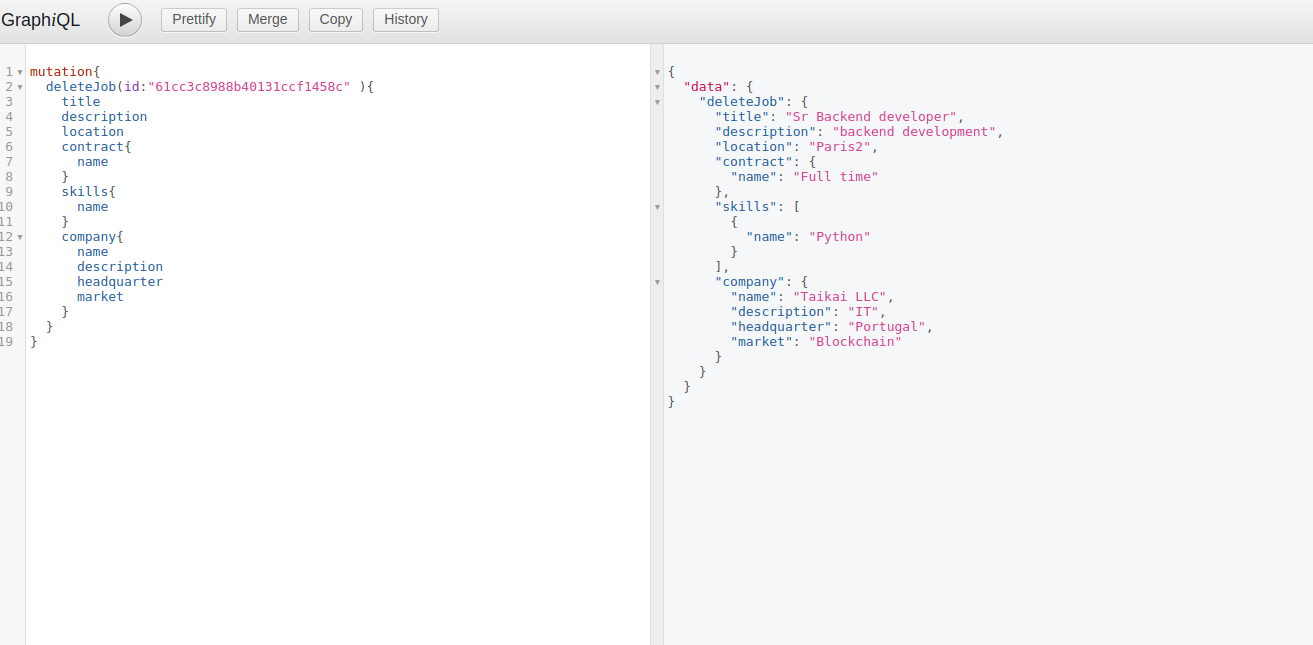 GraphiQL
Prettify Merge Copy History
1 mutation{
2   deleteJob(id:"61cc3c8988b40131ccf1458c" ){
3     title
4     description
5     location
6     contract{
7       name
8     }
9     skills{
10       name
11     }
12     company{
13       name
14       description
15       headquarter
16       market
17     }
18   }
19 }
{
  "data": {
    "deleteJob": {
      "title": "Sr Backend developer",
      "description": "backend development",
      "location": "Paris2",
      "contract": {
        "name": "Full time"
      },
      "skills": [
        {
          "name": "Python"
        }
      ],
      "company": {
        "name": "Taikai LLC",
        "description": "IT",
        "headquarter": "Portugal",
        "market": "Blockchain"
      }
    }
  }
}